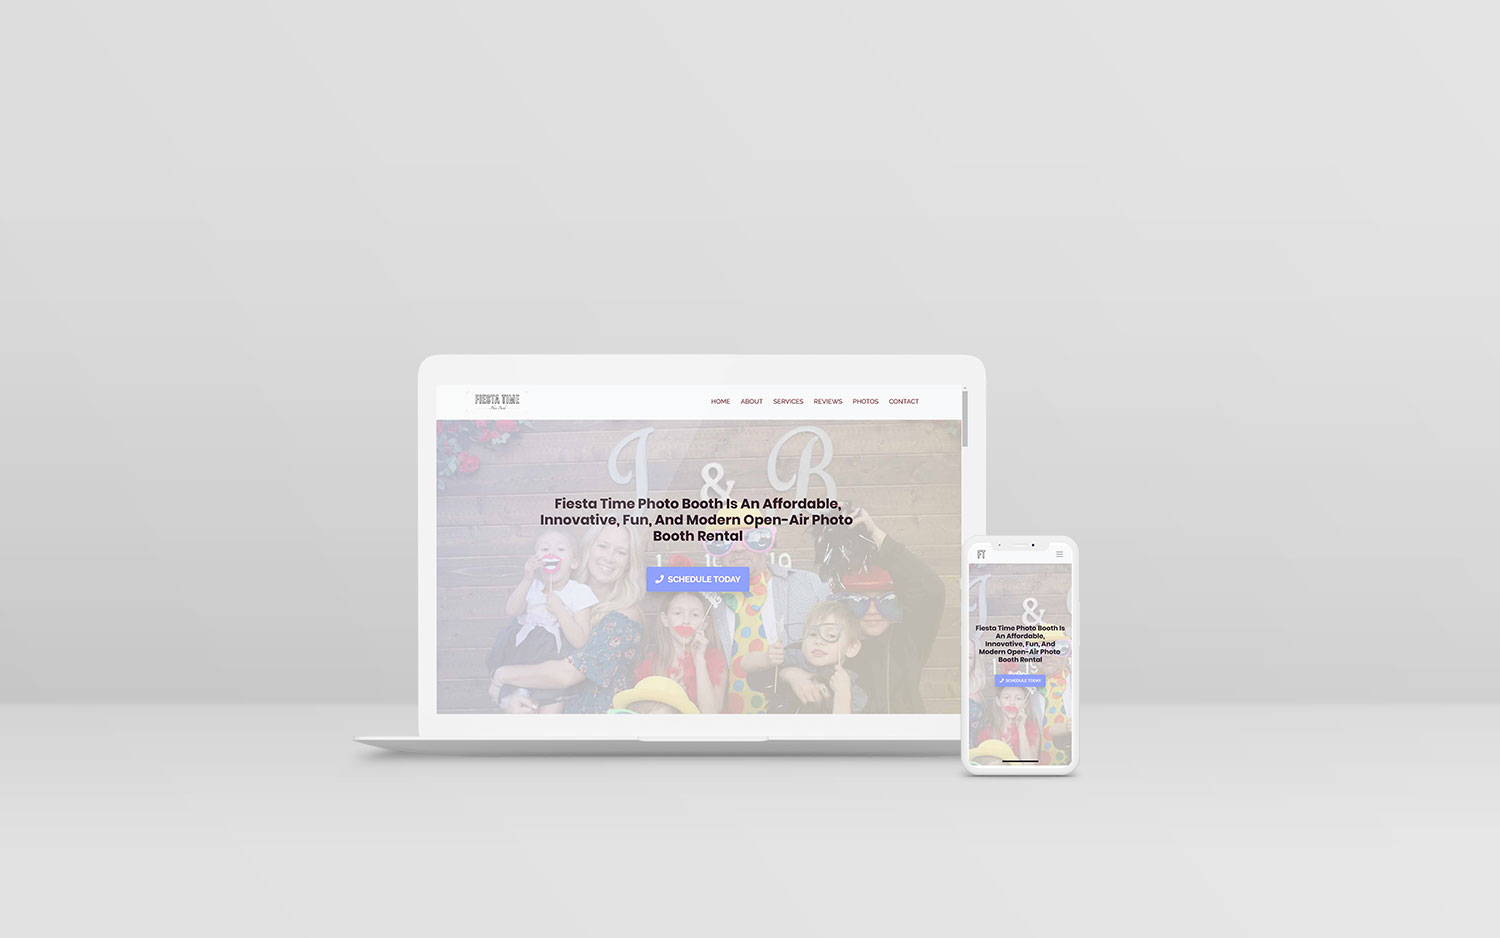 FIESTA TIME
HOME ABOUT SERVICES REVIEWS PHOTOS CONTACT
J & B
Fiesta Time Photo Booth Is An Affordable,
Innovative, Fun, And Modern Open-Air Photo
Booth Rental
SCHEDULE TODAY
FT
&
Fiesta Time Photo Booth Is
An Affordable,
Innovative, Fun, And
Modern Open-Air Photo
Booth Rental
SCHEDULE TODAY